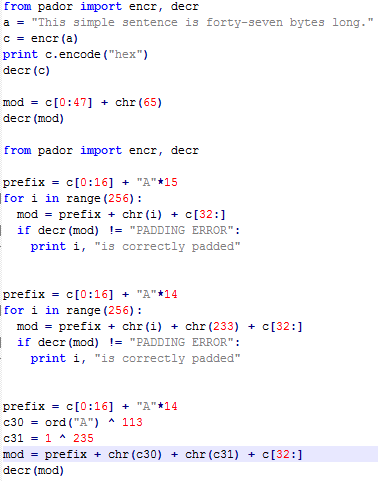 from pador import encr, decr
a = "This simple sentence is forty-seven bytes long."
c = encr(a)
print c.encode("hex")
decr(c)
mod = c[0:47] + chr(65)
decr(mod)
from pador import encr, decr
prefix = c[0:16] + "A"*15
for i in range(256):
  mod = prefix + chr(i) + c[32:]
  if decr(mod) != "PADDING ERROR":
    print i, "is correctly padded"
prefix = c[0:16] + "A"*14
for i in range(256):
  mod = prefix + chr(i) + chr(233) + c[32:]
  if decr(mod) != "PADDING ERROR":
    print i, "is correctly padded"
prefix = c[0:16] + "A"*14
c30 = ord("A") ^ 113
c31 = 1 ^ 235
mod = prefix + chr(c30) + chr(c31) + c[32:]
decr(mod)